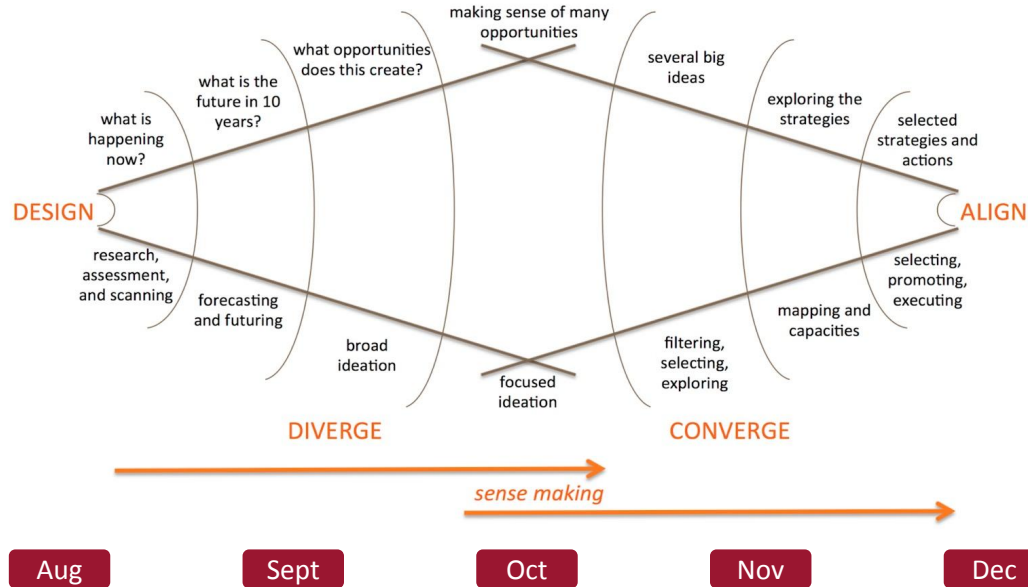 making sense of many
opportunities
what opportunities
does this create?
several big
ideas
what is the
future in 10
years?
exploring the
strategies
what is
happening
now?
selected
strategies and
actions
DESIGN
ALIGN
research,
assessment,
and scanning
selecting,
promoting,
executing
forecasting
and futuring
mapping and
capacities
broad
ideation
filtering,
selecting,
exploring
focused
ideation
DIVERGE
CONVERGE
sense making
Aug
Sept
Oct
Nov
Dec